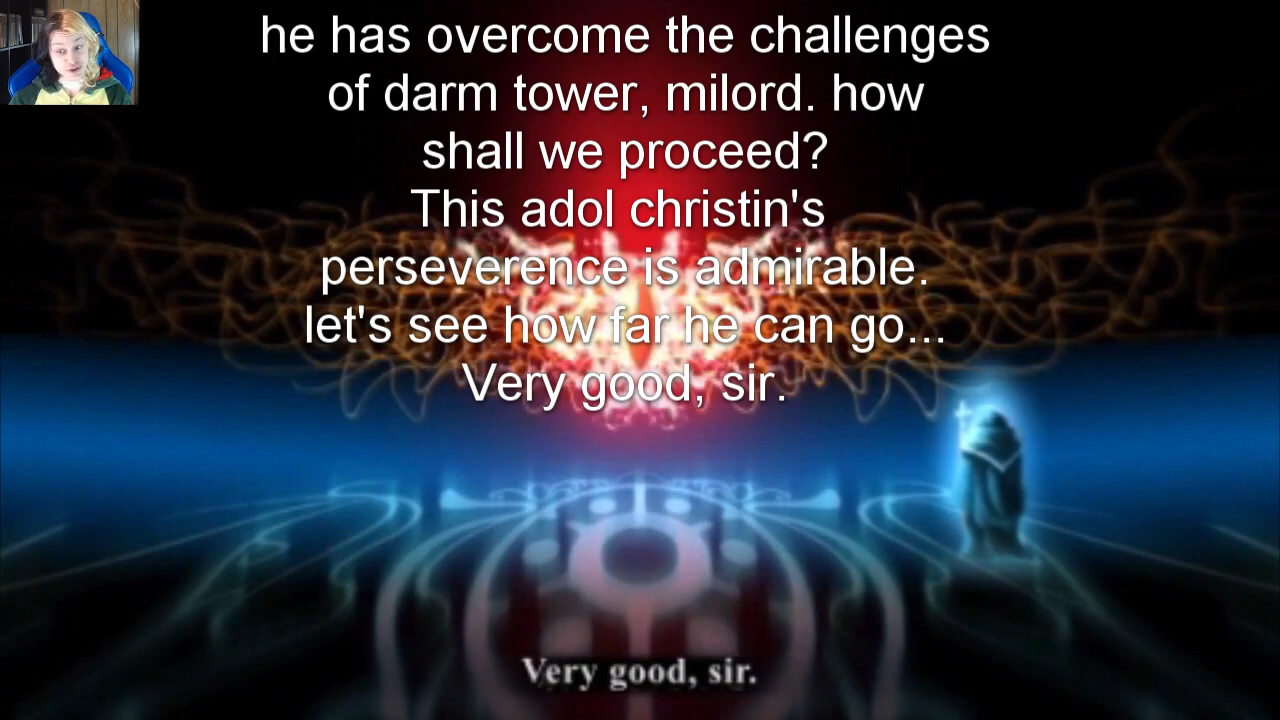 he has overcome the challenges
of darm tower, milord. how
shall we proceed?
This adol christin's
perseverence is admirable.
let's see how far he can go...
Very good, sir.
Very good, sir.